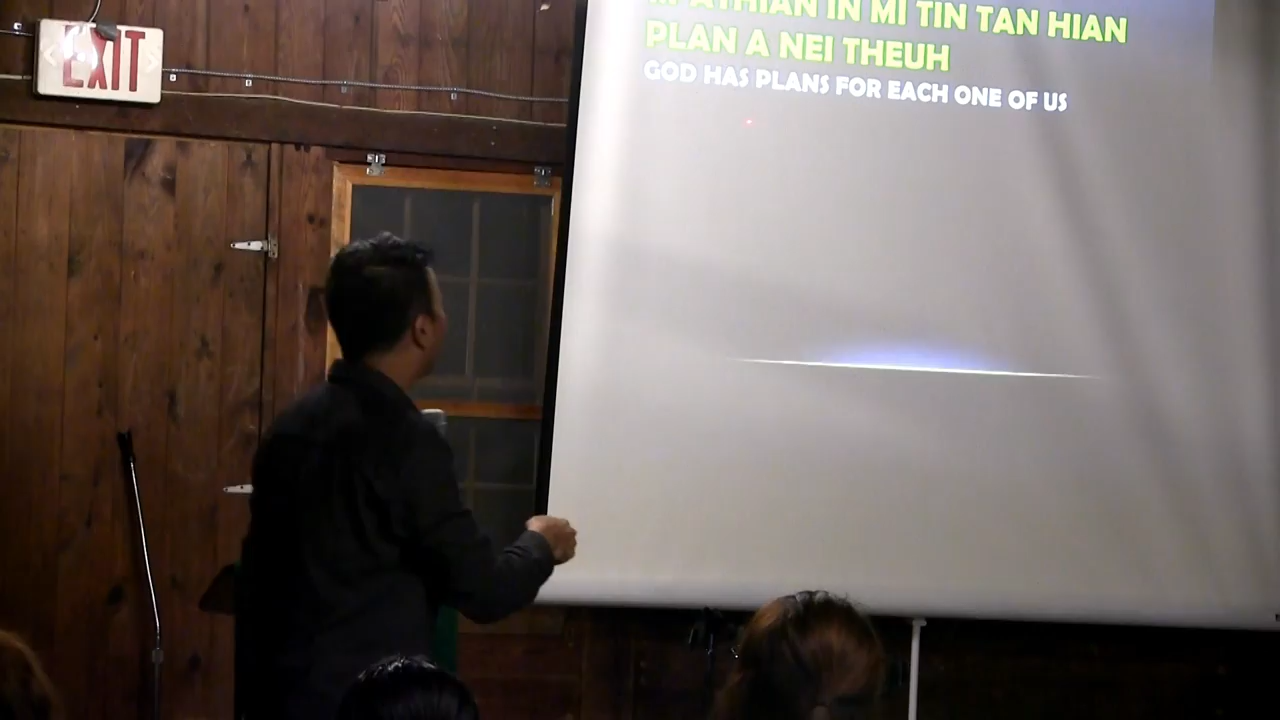 EXIT
PATHIAN IN MI TIN TAN HIAN
PLAN A NEI THEUH
GOD HAS PLANS FOR EACH ONE OF US